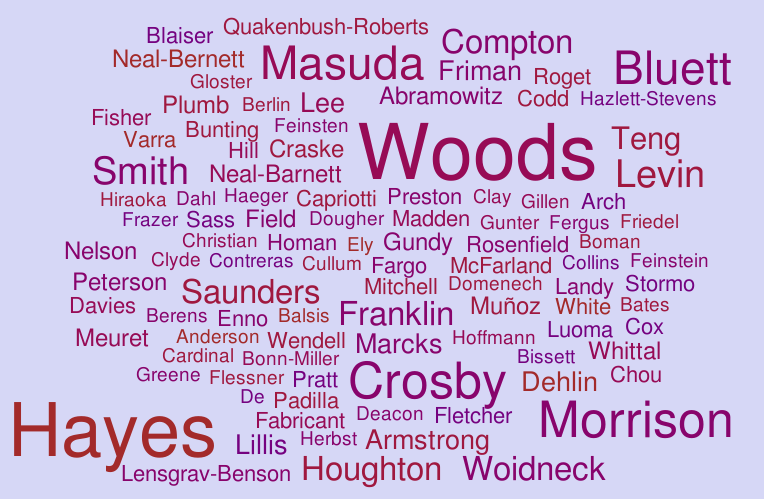 Blaiser Quakenbush-Roberts
Neal-Bernett Masuda Compton
Gloster Friman Roget Bluett
Plumb Berlin Lee Abramowitz Codd Hazlett-Stevens
Fisher Bunting Feinsten
Varra Hill Craske Woods Teng
Smith Neal-Barnett Levin
Hiraoka Dahl Haeger Capriotti Preston Clay Gillen Arch
Frazer Sass Field Dougher Madden Gunter Fergus Friedel
Nelson Christian Homan Ely Gundy Rosenfield Boman
Clyde Contreras Cullum Fargo McFarland Collins Feinstein
Peterson Saunders Mitchell Domenech Landy Stormo
Davies Berens Enno Balsis Franklin Muñoz White Bates
Meuret Anderson Wendell Marcks Hoffmann Luoma Cox
Cardinal Bonn-Miller Bissett Whittal
Greene Flessner Pratt Crosby Dehlin Chou
De Padilla
Hayes Fabricant Deacon Fletcher Morrison
Lillis Herbst Armstrong
Lensgrav-Benson Houghton Woidneck